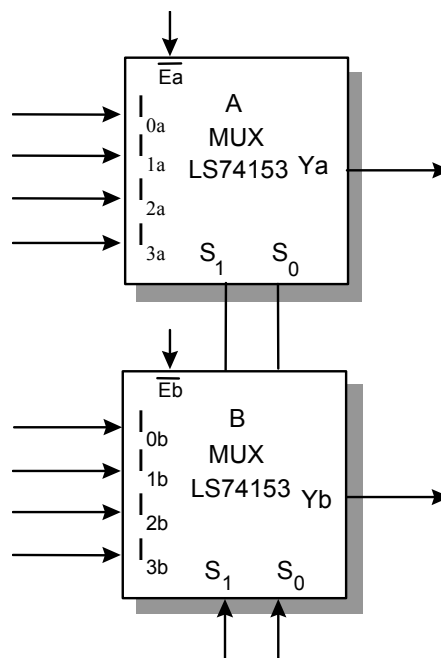 Ea
A
I0a
MUX
I1a
LS74153 Ya
I2a
I3a
S1 S0
Eb
B
I0b
MUX
I1b
LS74153 Yb
I2b
I3b
S1 S0